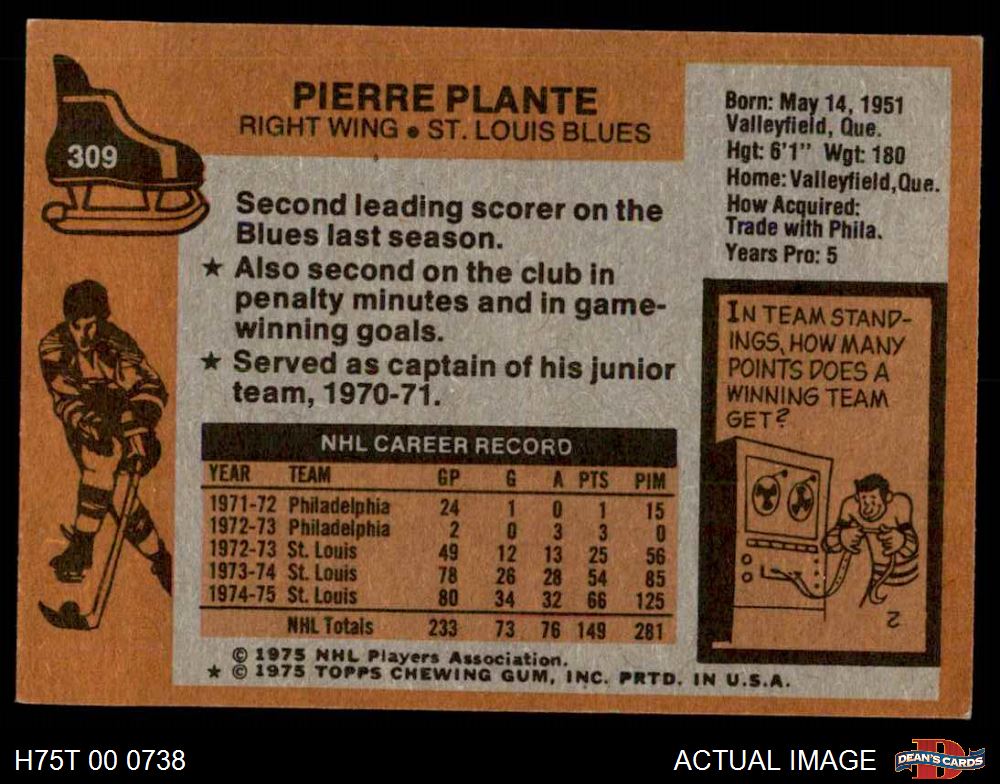 309
PIERRE PLANTE
RIGHT WING • ST. LOUIS BLUES
Second leading scorer on the
Blues last season.
★ Also second on the club in
penalty minutes and in game-
winning goals.
★ Served as captain of his junior
team, 1970-71.
NHL CAREER RECORD
YEAR TEAM GP G A PTS PIM
1971-72 Philadelphia 24 1 0 1 15
1972-73 Philadelphia 2 0 3 3 0
1972-73 St. Louis 49 12 13 25 56
1973-74 St. Louis 78 26 28 54 85
1974-75 St. Louis 80 34 32 66 125
NHL Totals 233 73 76 149 281
© 1975 NHL Players Association.
★ © 1975 TOPPS CHEWING GUM, INC. PRTD. IN U.S.A.
Born: May 14, 1951
Valleyfield, Que.
Hgt: 6'1" Wgt: 180
Home: Valleyfield, Que.
How Acquired:
Trade with Phila.
Years Pro: 5
IN TEAM STAND-
INGS, HOW MANY
POINTS DOES A
WINNING TEAM
GET?
2
H75T 00 0738
ACTUAL IMAGE
D
DEAN'S CARDS